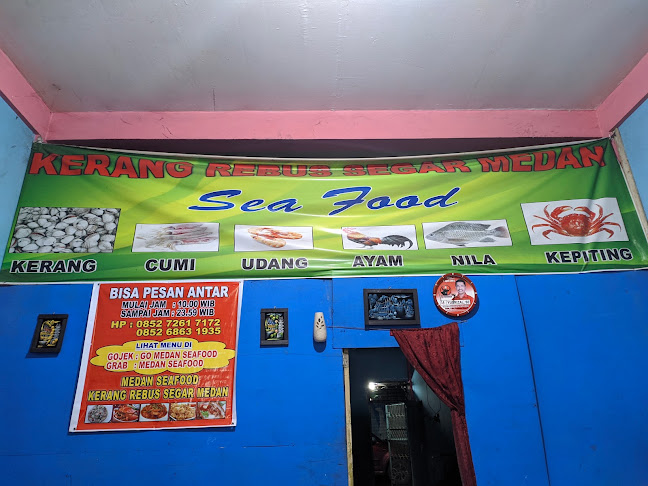 KERANG REBUS SEGAR MEDAN
Sea Food
KERANG
CUMI
UDANG
AYAM
NILA
KEPITING
BISA PESAN ANTAR
MULAI JAM : 10.00 WIB
SAMPAI JAM : 23.59 WIB
HP : 0852 7261 7172
0852 6863 1935
LIHAT MENU DI
GOJEK : GO MEDAN SEAFOOD
GRAB : MEDAN SEAFOOD
MEDAN SEAFOOD
KERANG REBUS SEGAR MEDAN